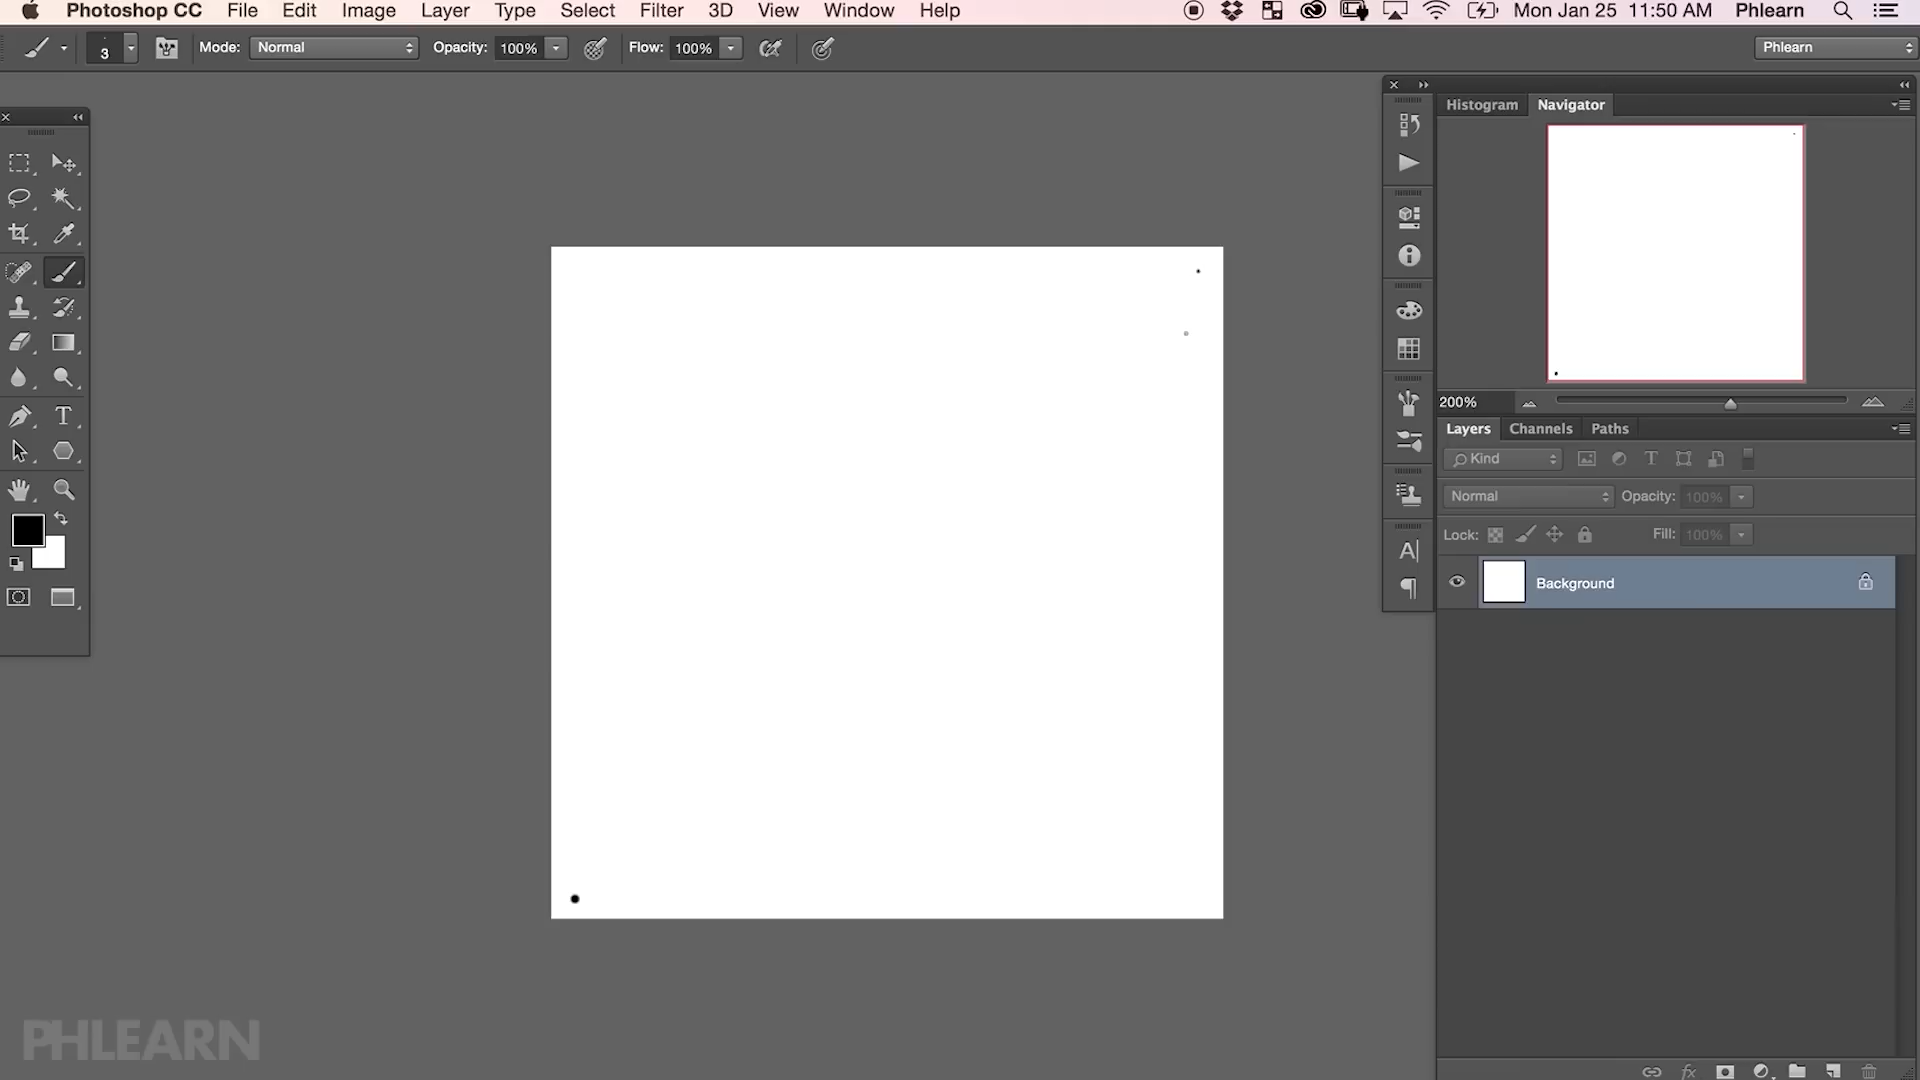 Photoshop CC File Edit Image Layer Type Select Filter 3D View Window Help Mon Jan 25 11:50 AM Phlearn
3 Mode: Normal Opacity: 100% Flow: 100% Phlearn
Histogram Navigator
200%
Layers Channels Paths
Kind
Normal Opacity: 100%
Lock: Fill: 100%
Background
PHLEARN